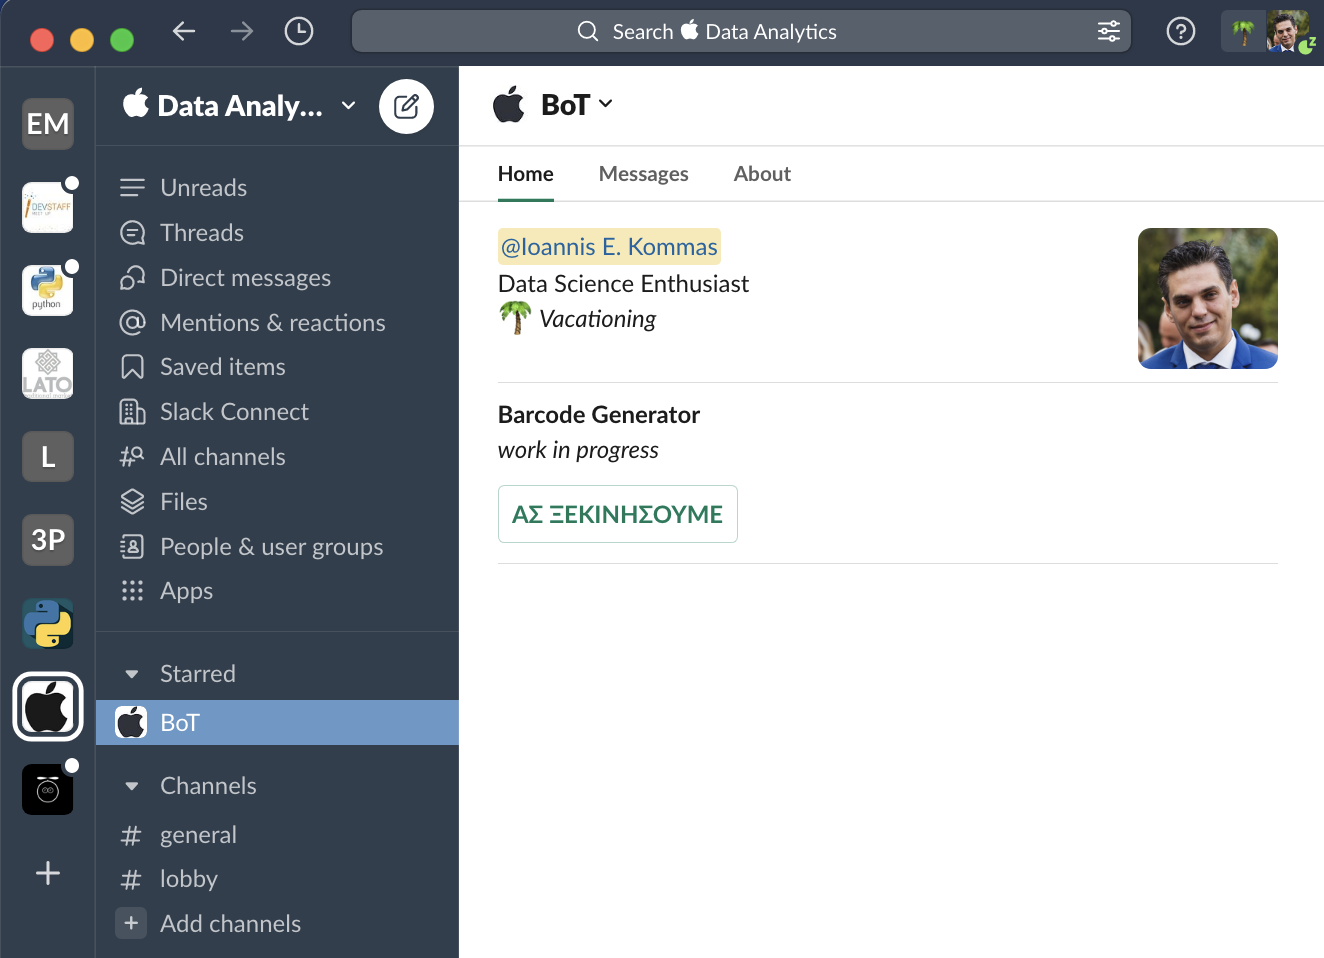 Search Data Analytics
EM
Data Analy...
BoT
DEVSTAFF
python
LATO
L
3P
Unreads
Threads
Direct messages
Mentions & reactions
Saved items
Slack Connect
All channels
Files
People & user groups
Apps
Starred
BoT
Channels
# general
# lobby
Add channels
Home Messages About
@Ioannis E. Kommas
Data Science Enthusiast
Vacationing
Barcode Generator
work in progress
ΑΣ ΞΕΚΙΝΗΣΟΥΜΕ